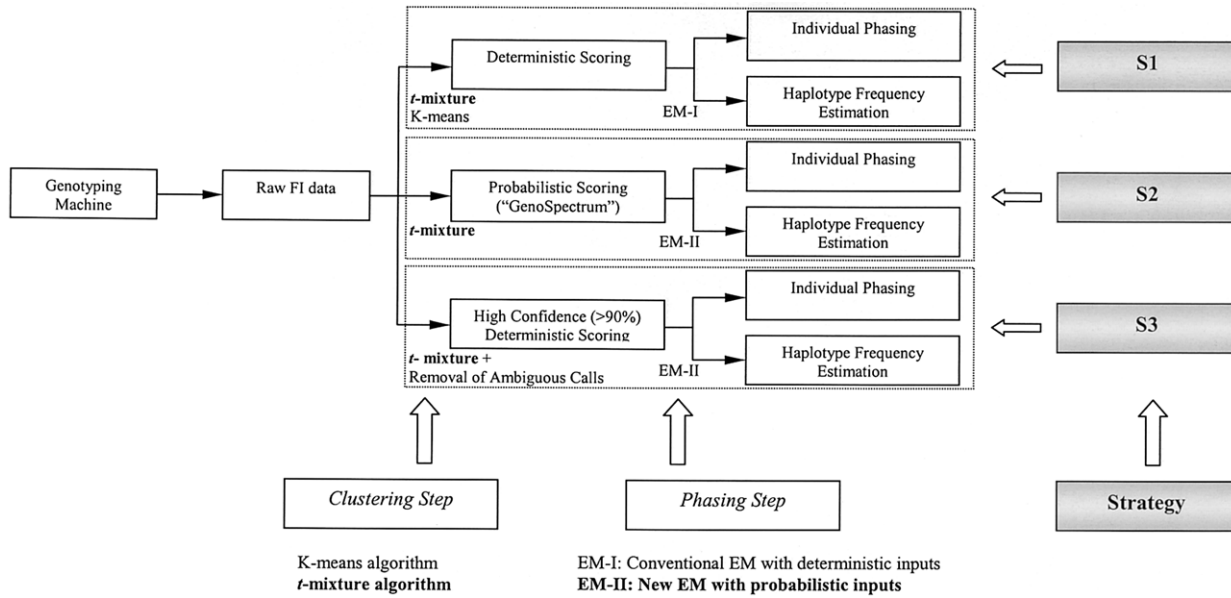 Individual Phasing
Deterministic Scoring
S1
t-mixture
K-means
EM-I
Haplotype Frequency
Estimation
Genotyping
Machine
Raw FI data
Individual Phasing
Probabilistic Scoring
(“GenoSpectrum”)
S2
t-mixture
EM-II
Haplotype Frequency
Estimation
Individual Phasing
High Confidence (>90%)
Deterministic Scoring
S3
t- mixture +
Removal of Ambiguous Calls
EM-II
Haplotype Frequency
Estimation
Clustering Step
Phasing Step
Strategy
K-means algorithm
t-mixture algorithm
EM-I: Conventional EM with deterministic inputs
EM-II: New EM with probabilistic inputs